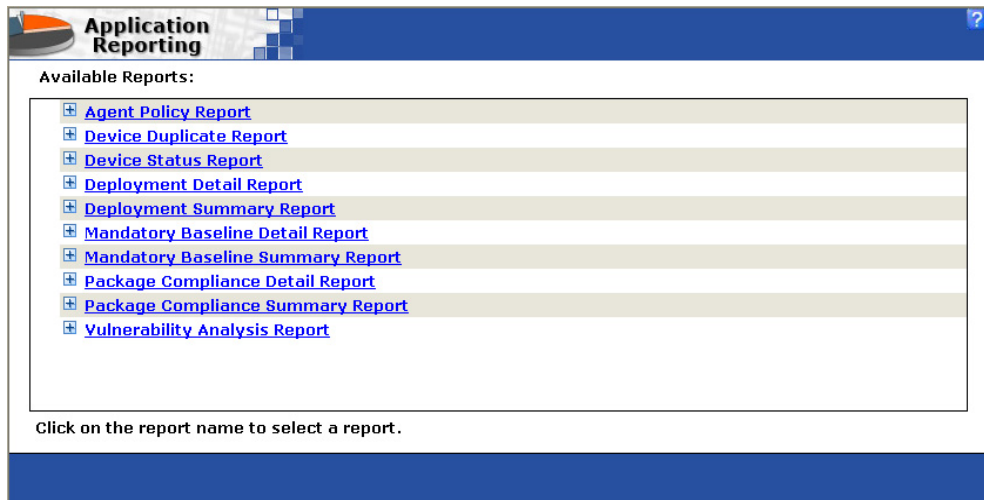 Application
Reporting
?
Available Reports:
Agent Policy Report
Device Duplicate Report
Device Status Report
Deployment Detail Report
Deployment Summary Report
Mandatory Baseline Detail Report
Mandatory Baseline Summary Report
Package Compliance Detail Report
Package Compliance Summary Report
Vulnerability Analysis Report
Click on the report name to select a report.